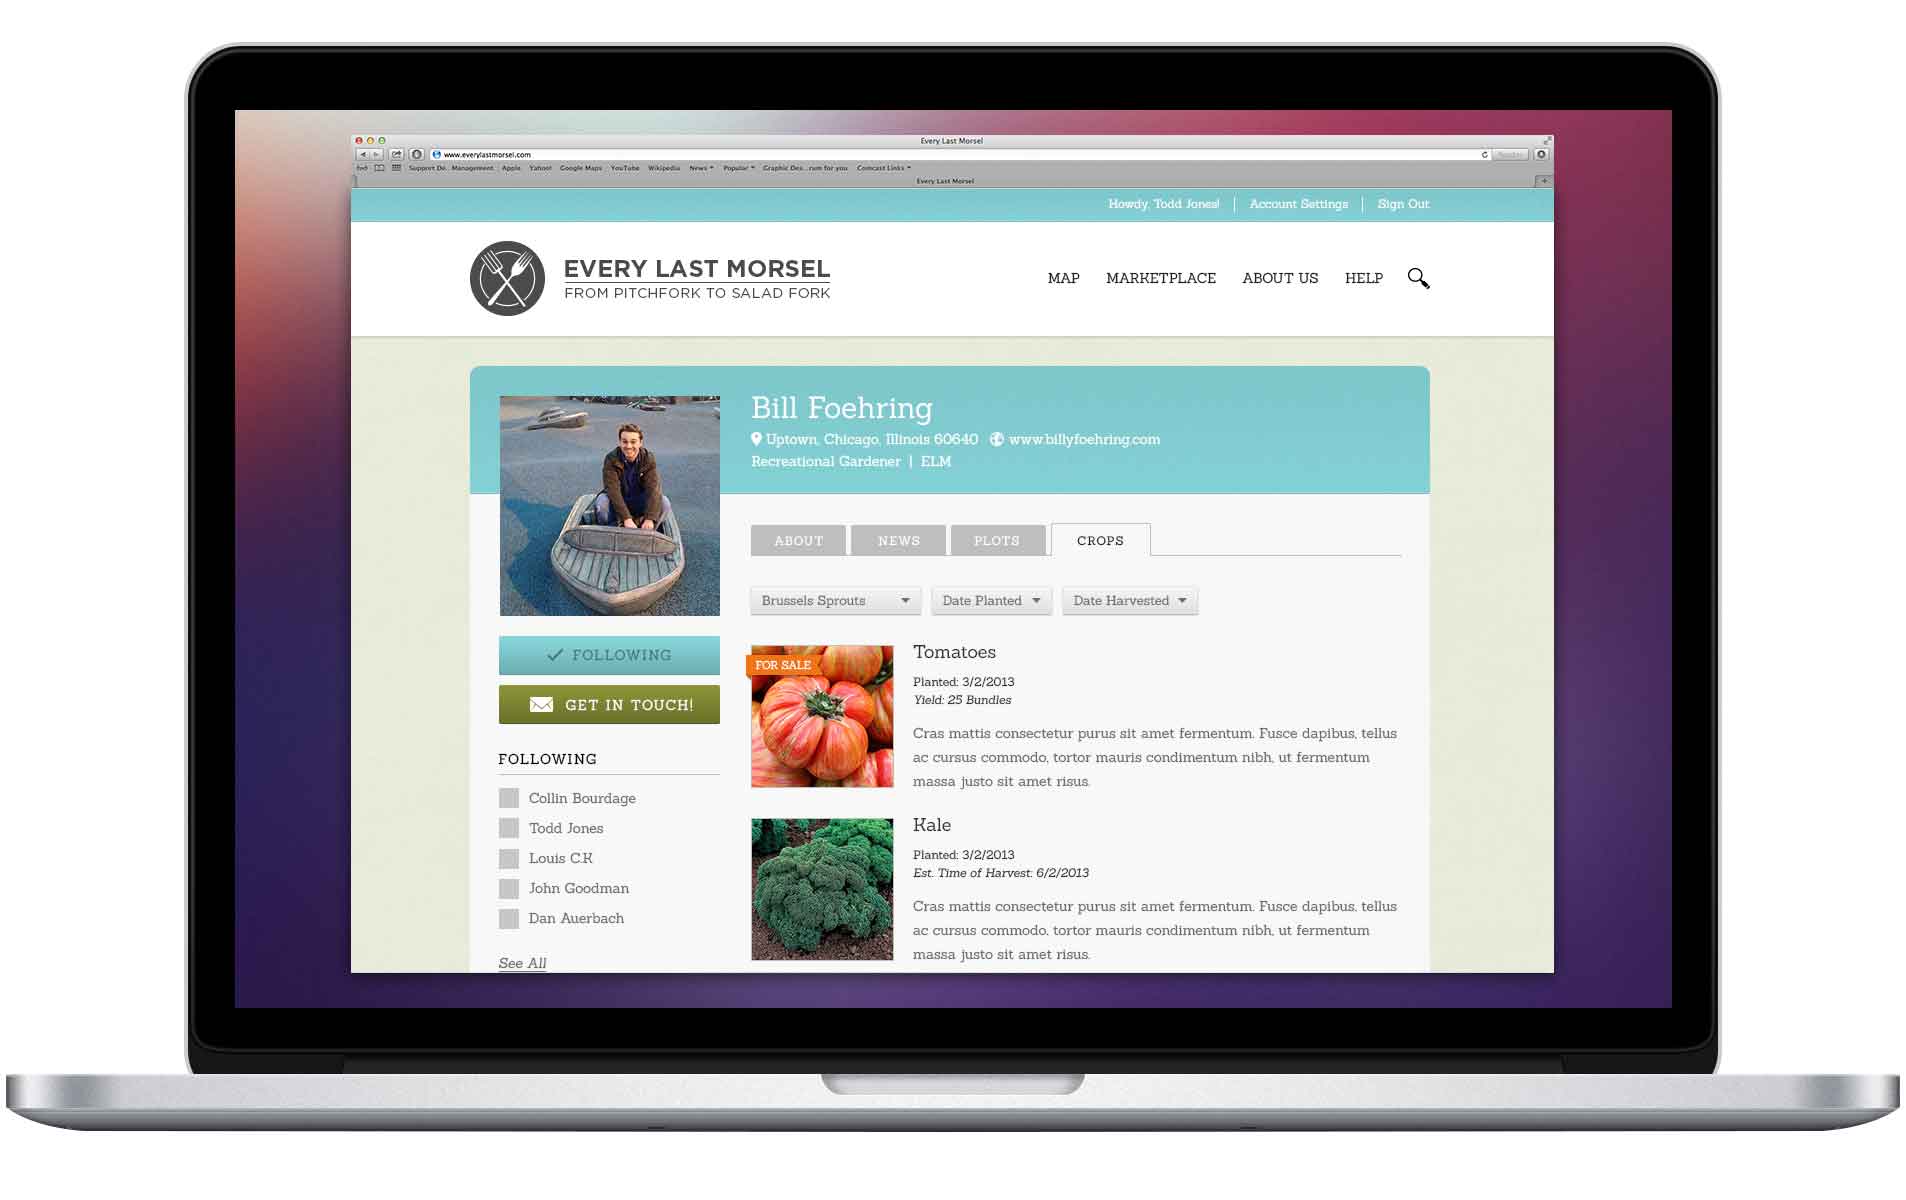 Every Last Morsel
www.everylastmorsel.com
Reader
Support De... Management Apple Yahoo! Google Maps YouTube Wikipedia News Popular Graphic Des...rum for you Comcast Links
Every Last Morsel
Howdy, Todd Jones! | Account Settings | Sign Out
EVERY LAST MORSEL
FROM PITCHFORK TO SALAD FORK
MAP MARKETPLACE ABOUT US HELP
Bill Foehring
Uptown, Chicago, Illinois 60640 www.billyfoehring.com
Recreational Gardener | ELM
ABOUT NEWS PLOTS CROPS
Brussels Sprouts Date Planted Date Harvested
FOLLOWING
GET IN TOUCH!
FOLLOWING
Collin Bourdage
Todd Jones
Louis C.K
John Goodman
Dan Auerbach
See All
FOR SALE
Tomatoes
Planted: 3/2/2013
Yield: 25 Bundles
Cras mattis consectetur purus sit amet fermentum. Fusce dapibus, tellus
ac cursus commodo, tortor mauris condimentum nibh, ut fermentum
massa justo sit amet risus.
Kale
Planted: 3/2/2013
Est. Time of Harvest: 6/2/2013
Cras mattis consectetur purus sit amet fermentum. Fusce dapibus, tellus
ac cursus commodo, tortor mauris condimentum nibh, ut fermentum
massa justo sit amet risus.